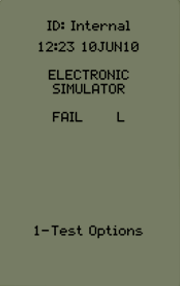 ID: Internal
12:23 10JUN10
ELECTRONIC
SIMULATOR
FAIL L
1-Test Options